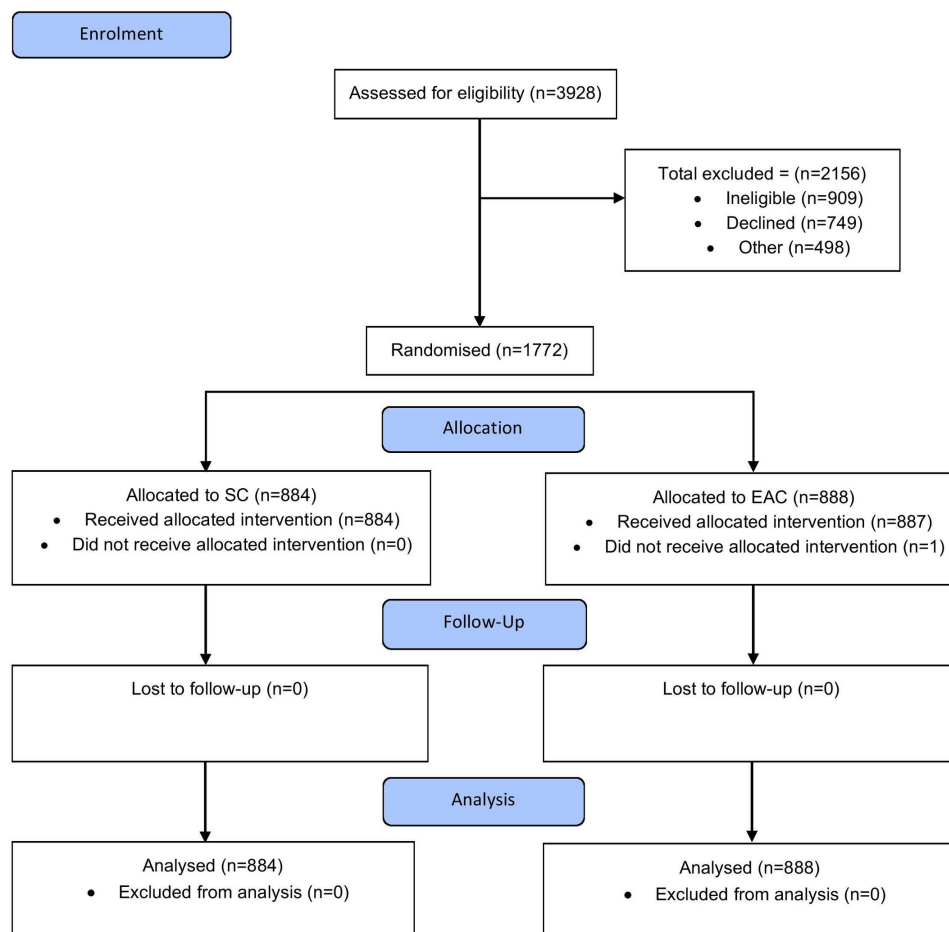 Enrolment
Assessed for eligibility (n=3928)
Total excluded = (n=2156)
• Ineligible (n=909)
• Declined (n=749)
• Other (n=498)
Randomised (n=1772)
Allocation
Allocated to SC (n=884)
• Received allocated intervention (n=884)
• Did not receive allocated intervention (n=0)
Allocated to EAC (n=888)
• Received allocated intervention (n=887)
• Did not receive allocated intervention (n=1)
Follow-Up
Lost to follow-up (n=0)
Lost to follow-up (n=0)
Analysis
Analysed (n=884)
• Excluded from analysis (n=0)
Analysed (n=888)
• Excluded from analysis (n=0)